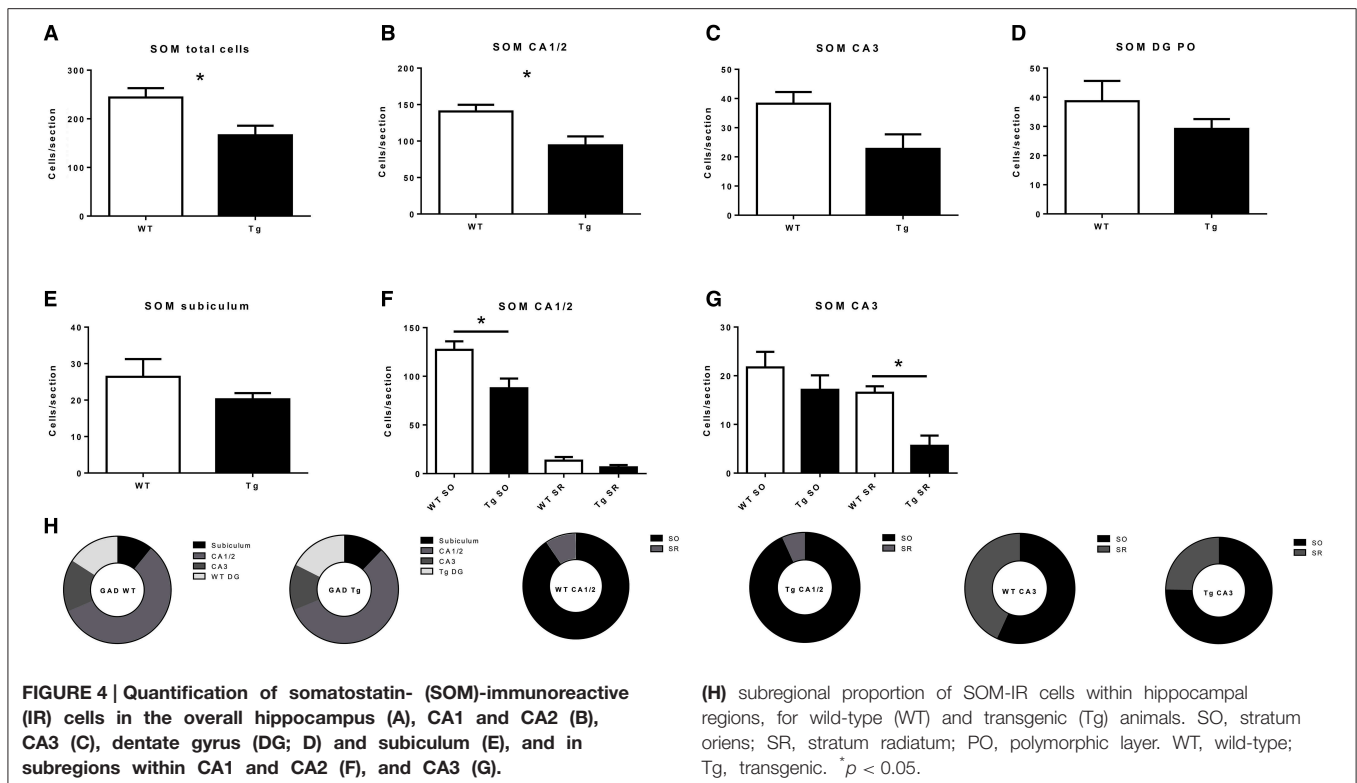 A
SOM total cells
*
300
200
100
0
Cells/section
WT
Tg
B
SOM CA1/2
*
200
150
100
50
0
Cells/section
WT
Tg
C
SOM CA3
50
40
30
20
10
0
Cells/section
WT
Tg
D
SOM DG PO
50
40
30
20
10
0
Cells/section
WT
Tg
E
SOM subiculum
40
30
20
10
0
Cells/section
WT
Tg
F
SOM CA1/2
*
150
100
50
0
Cells/section
WT SO
Tg SO
WT SR
Tg SR
G
SOM CA3
*
30
20
10
0
Cells/section
WT SO
Tg SO
WT SR
Tg SR
H
GAD WT
Subiculum
CA1/2
CA3
WT DG
GAD Tg
Subiculum
CA1/2
CA3
Tg DG
WT CA1/2
SO
SR
Tg CA1/2
SO
SR
WT CA3
SO
SR
Tg CA3
SO
SR
FIGURE 4 | Quantification of somatostatin- (SOM)-immunoreactive
(IR) cells in the overall hippocampus (A), CA1 and CA2 (B),
CA3 (C), dentate gyrus (DG; D) and subiculum (E), and in
subregions within CA1 and CA2 (F), and CA3 (G).
(H) subregional proportion of SOM-IR cells within hippocampal
regions, for wild-type (WT) and transgenic (Tg) animals. SO, stratum
oriens; SR, stratum radiatum; PO, polymorphic layer. WT, wild-type;
Tg, transgenic. *p < 0.05.